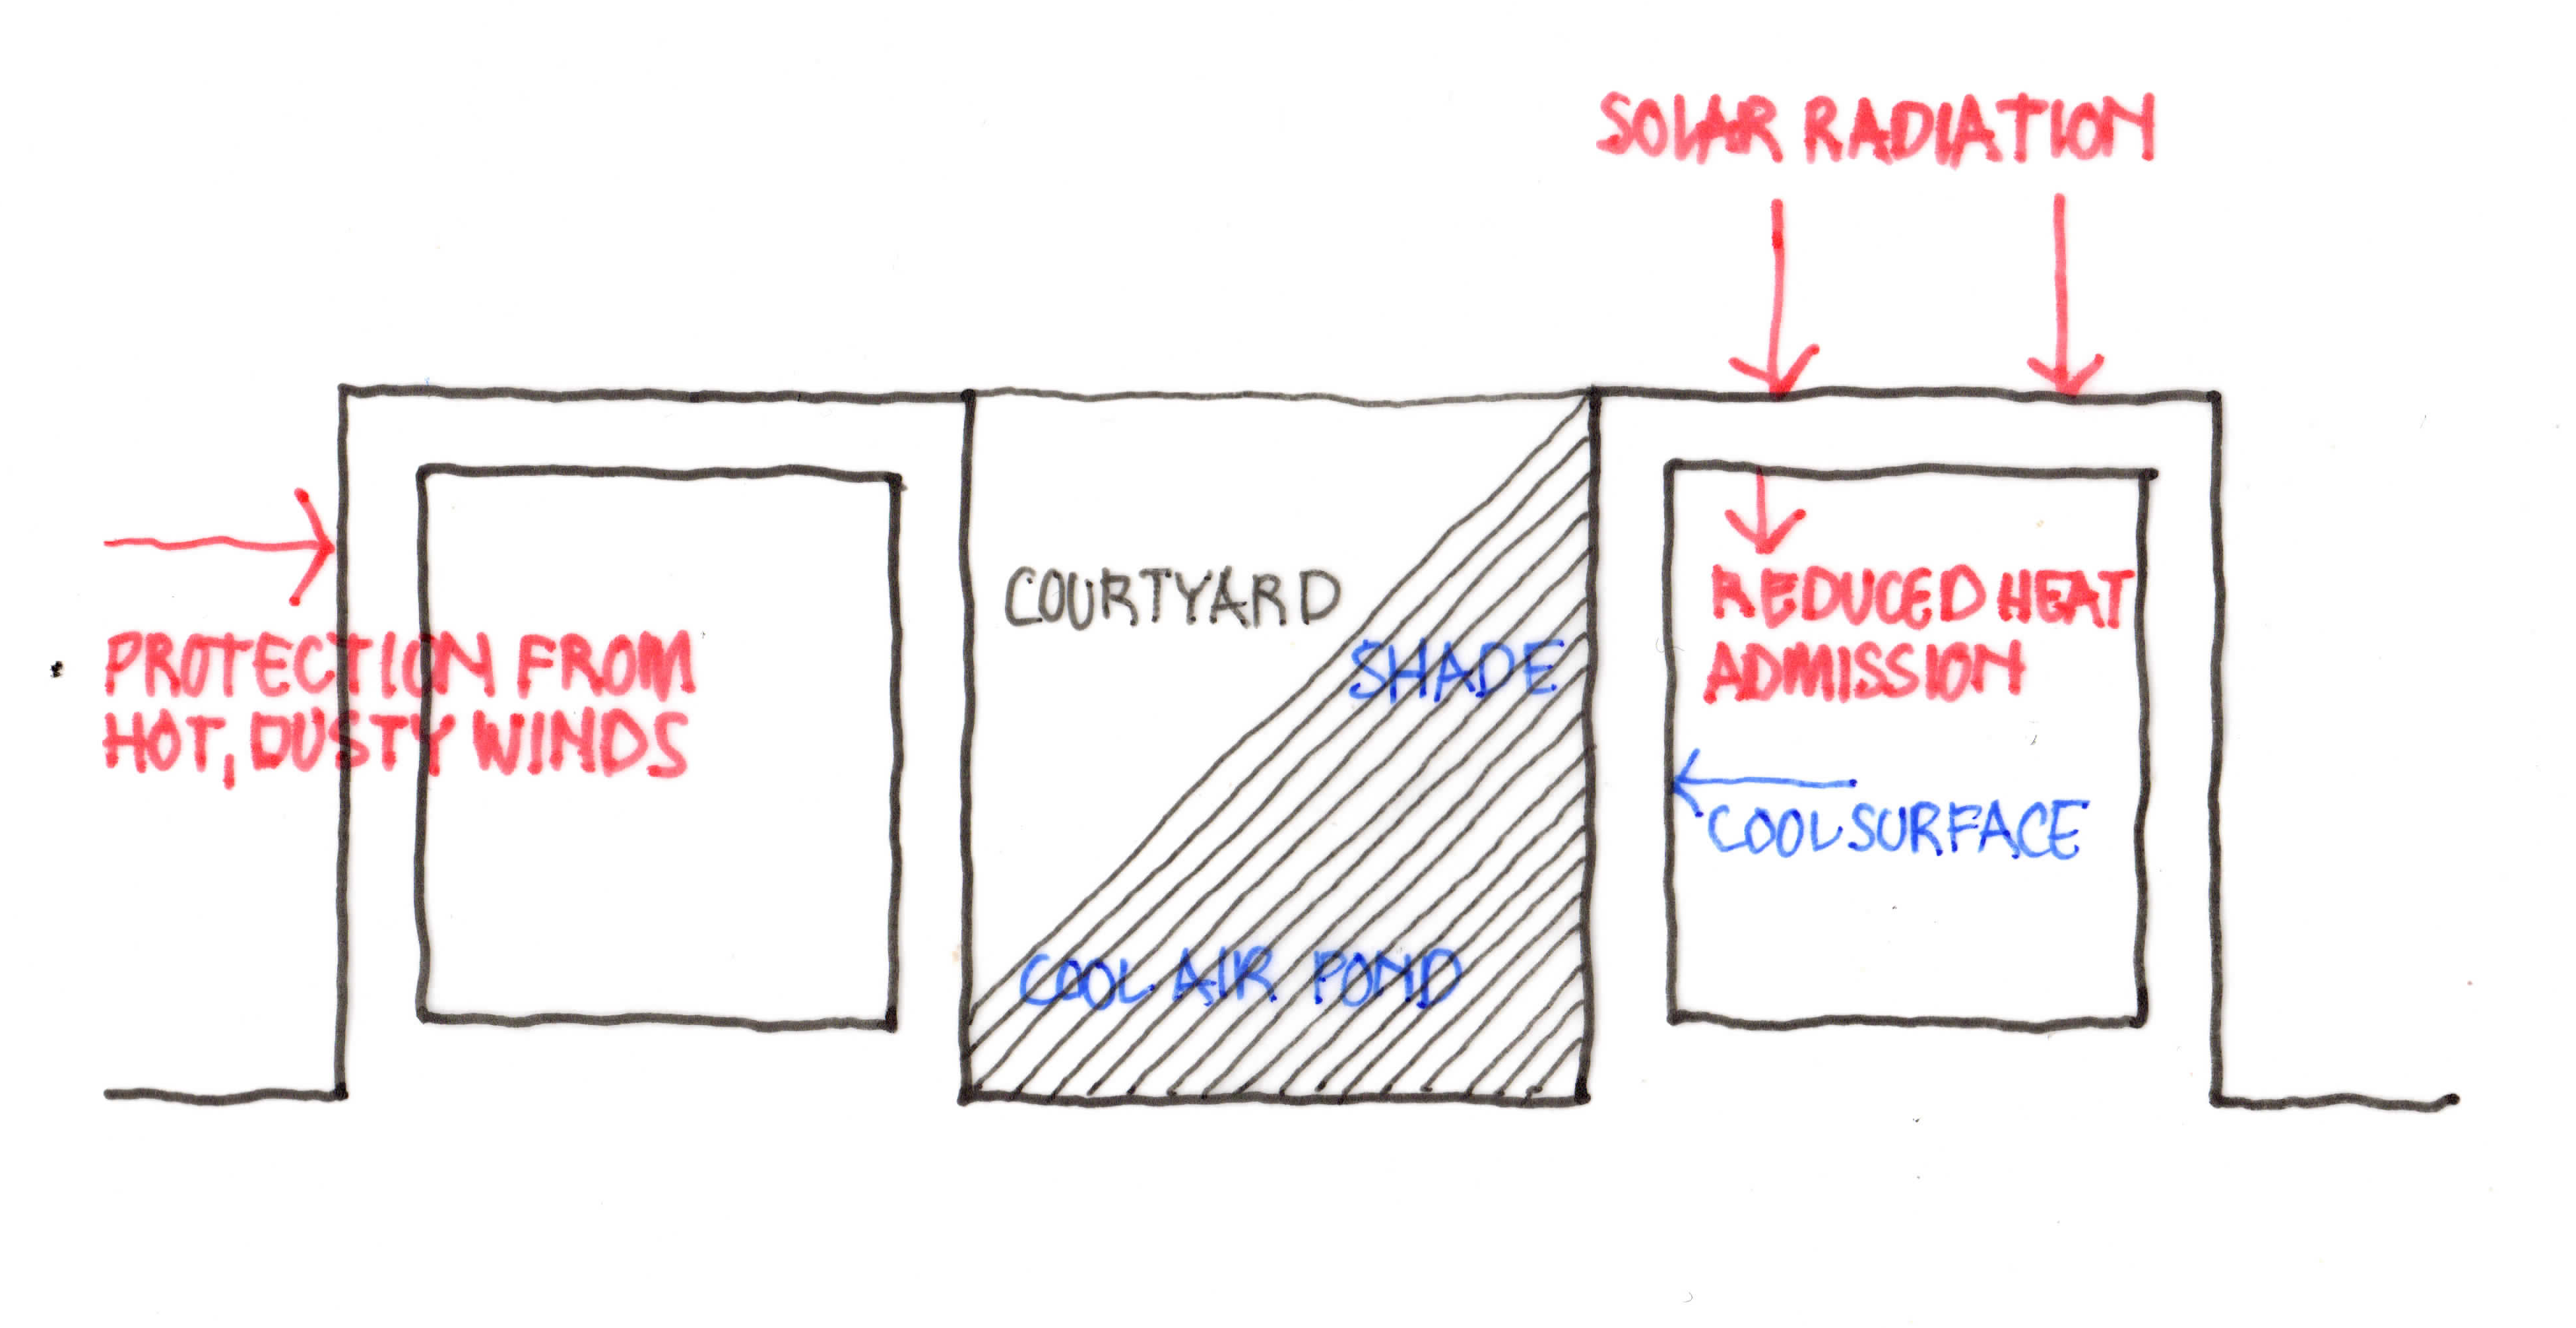 SOLAR RADIATION
PROTECTION FROM
HOT, DUSTY WINDS
COURTYARD
SHADE
COOL AIR POND
REDUCED HEAT
ADMISSION
COOL SURFACE